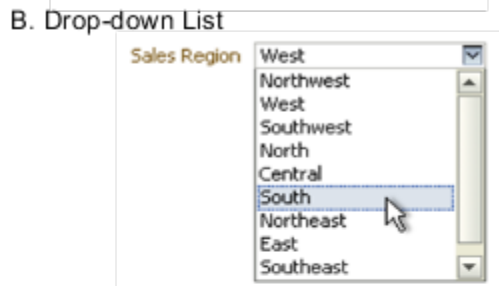 B. Drop-down List
Sales Region West
Northwest
West
Southwest
North
Central
South
Northeast
East
Southeast